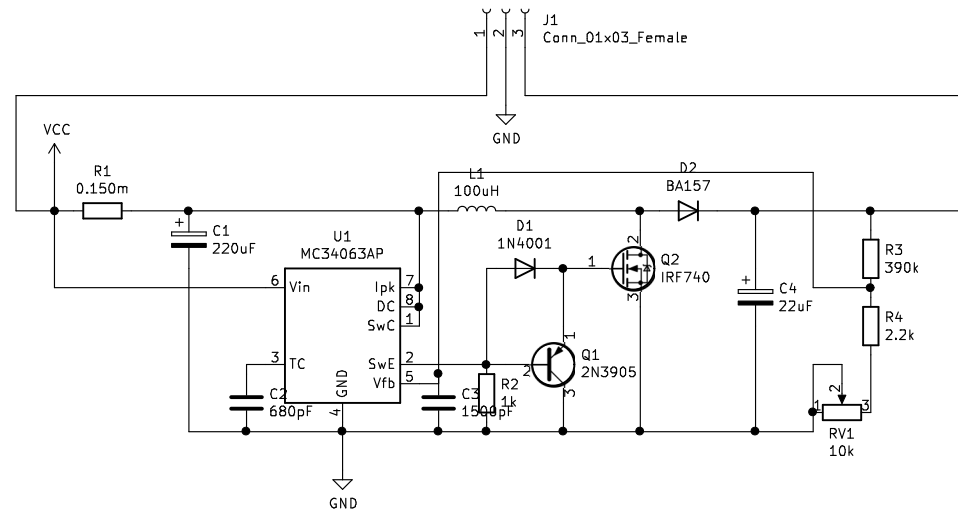 J1
Conn_01x03_Female
1
2
3
GND
VCC
R1
0.150m
L1
100uH
D2
BA157
C1
220uF
U1
MC34063AP
D1
1N4001
2
1
Q2
IRF740
3
R3
390k
6
Vin
Ipk
7
DC
8
SwC
1
C4
22uF
R4
2.2k
3
TC
SwE
2
Vfb
5
GND
4
1
Q1
2N3905
2
3
R2
1k
C2
680pF
C3
1500pF
2
1
3
RV1
10k
GND